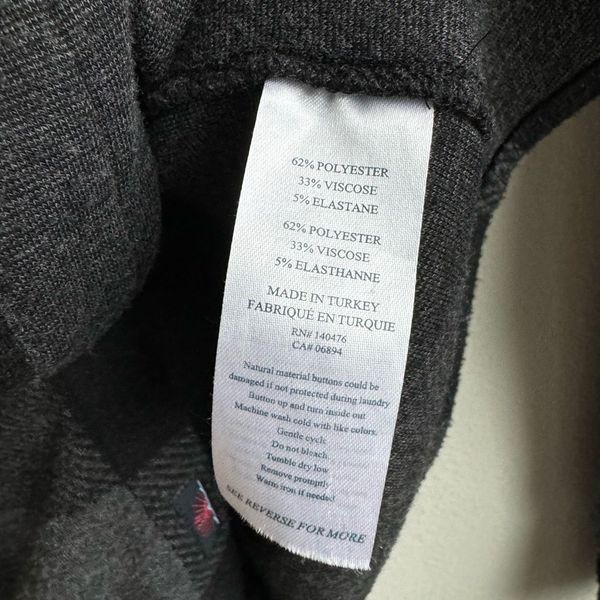 62% POLYESTER
33% VISCOSE
5% ELASTANE
62% POLYESTER
33% VISCOSE
5% ELASTHANNE
MADE IN TURKEY
FABRIQUÉ EN TURQUIE
RN# 140476
CA# 06894
Natural material buttons could be
damaged if not protected during laundry
Button up and turn inside out
Machine wash cold with like colors.
Gentle cycle
Do not bleach.
Tumble dry low
Remove promptly
Warm iron if needed!
SEE REVERSE FOR MORE